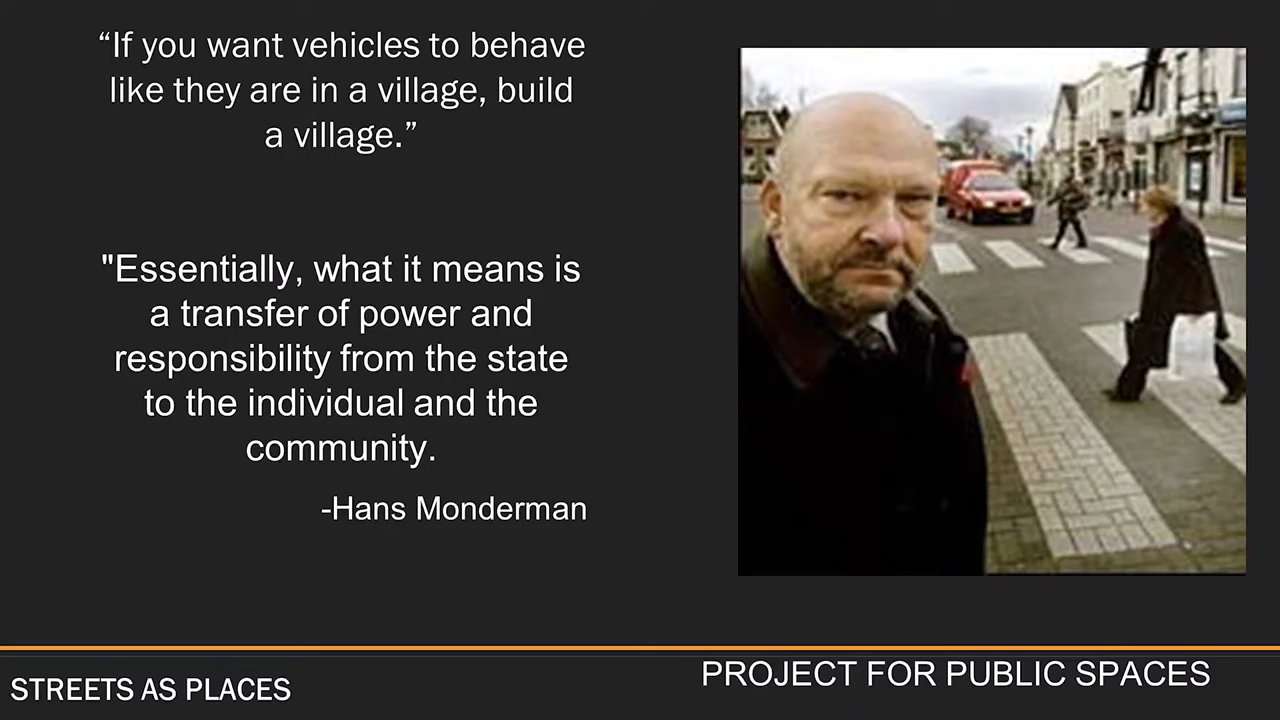 “If you want vehicles to behave
like they are in a village, build
a village.”
"Essentially, what it means is
a transfer of power and
responsibility from the state
to the individual and the
community.
-Hans Monderman
STREETS AS PLACES
PROJECT FOR PUBLIC SPACES